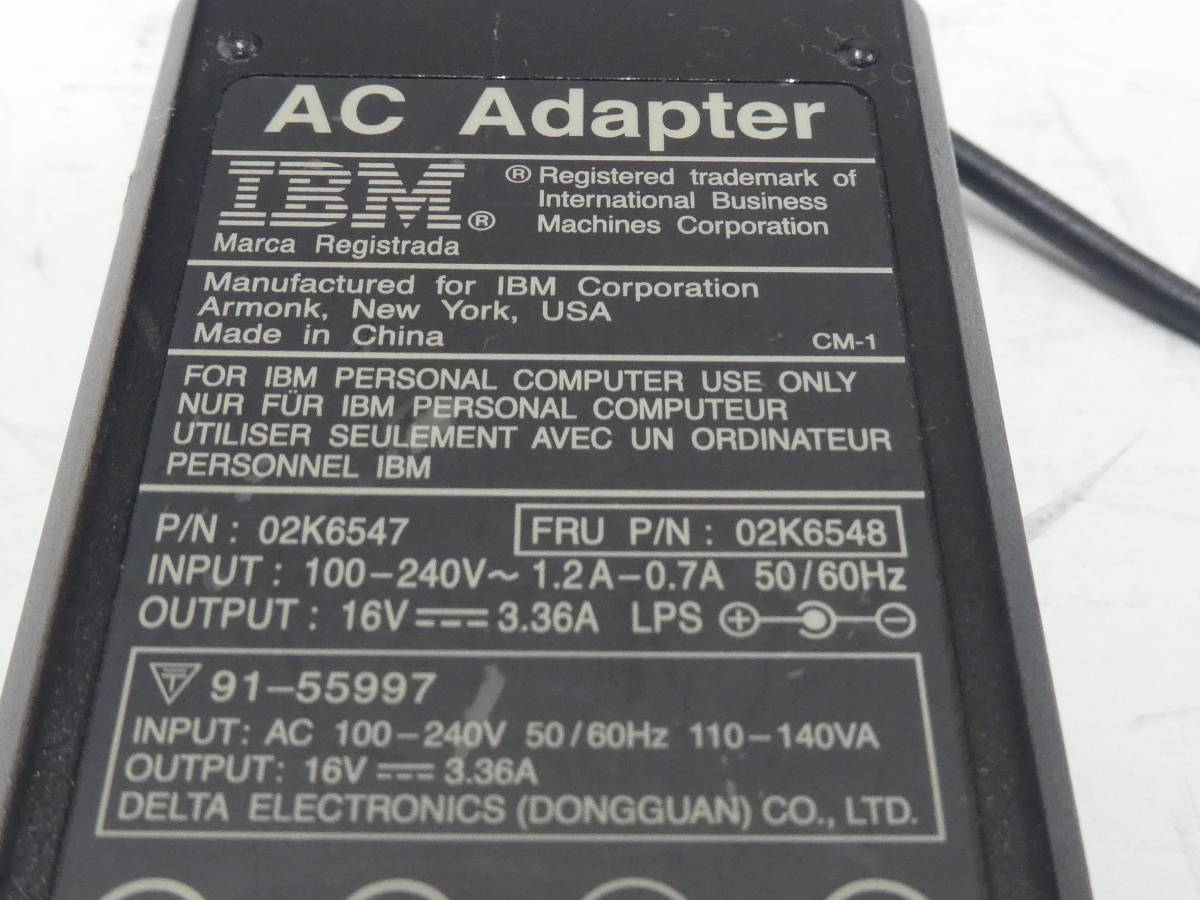 AC Adapter
IBM®
Marca Registrada
® Registered trademark of
International Business
Machines Corporation
Manufactured for IBM Corporation
Armonk, New York, USA
Made in China
CM-1
FOR IBM PERSONAL COMPUTER USE ONLY
NUR FÜR IBM PERSONAL COMPUTEUR
UTILISER SEULEMENT AVEC UN ORDINATEUR
PERSONNEL IBM
P/N : 02K6547
FRU P/N : 02K6548
INPUT : 100-240V~ 1.2A-0.7A 50/60Hz
OUTPUT : 16V⎓3.36A LPS
T 91-55997
INPUT: AC 100-240V 50/60Hz 110-140VA
OUTPUT: 16V⎓3.36A
DELTA ELECTRONICS (DONGGUAN) CO., LTD.